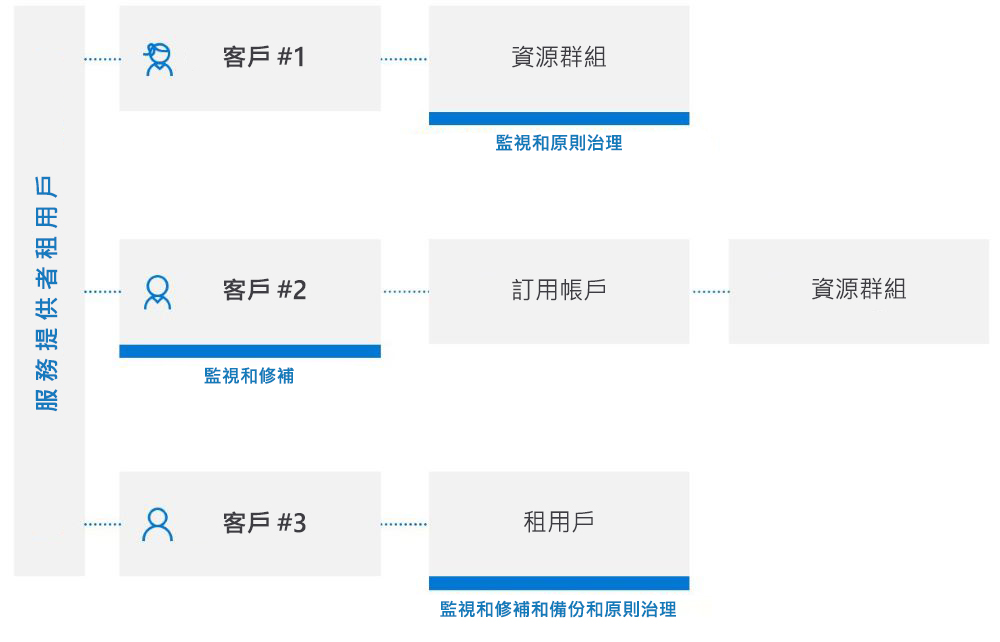 服務提供者租用戶
客戶 #1
資源群組
監視和原則治理
客戶 #2
訂用帳戶
資源群組
監視和修補
客戶 #3
租用戶
監視和修補和備份和原則治理